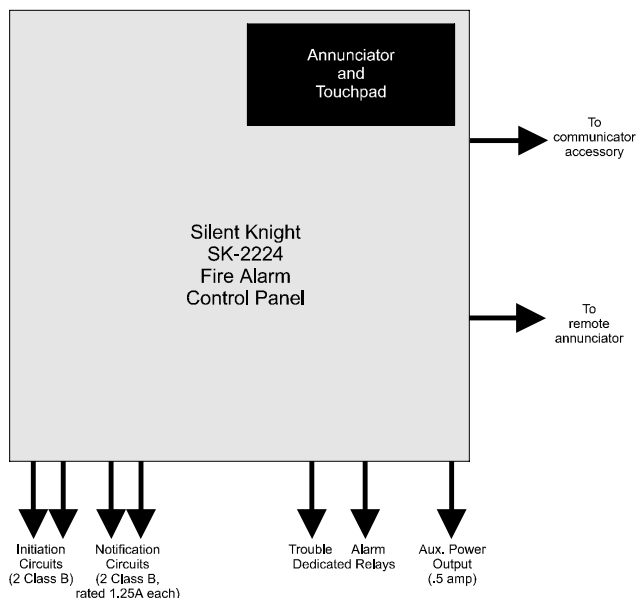 Annunciator
and
Touchpad
To
communicator
accessory
Silent Knight
SK-2224
Fire Alarm
Control Panel
To
remote
annunciator
Initiation
Circuits
(2 Class B)
Notification
Circuits
(2 Class B,
rated 1.25A each)
Trouble Alarm
Dedicated Relays
Aux. Power
Output
(.5 amp)